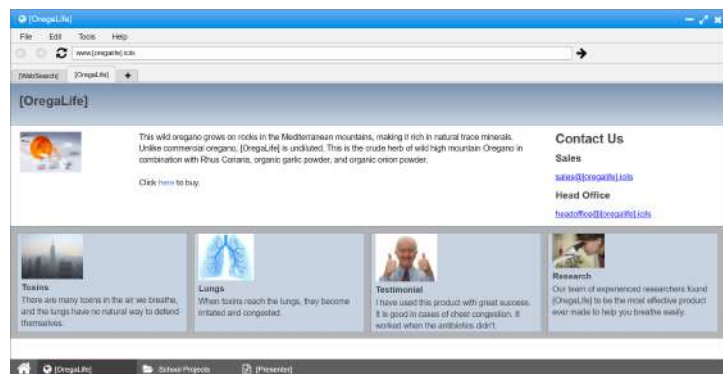 [OregaLife]
File Edit Tools Help
www.[oregalife].icils
[WebSearch] [OregaLife]
[OregaLife]
This wild oregano grows on rocks in the Mediterranean mountains, making it rich in natural trace minerals.
Unlike commercial oregano, [OregaLife] is undiluted. This is the crude herb of wild high mountain Oregano in
combination with Rhus Coriaria, organic garlic powder, and organic onion powder.
Click here to buy.
Contact Us
Sales
sales@[oregalife].icils
Head Office
headoffice@[oregalife].icils
Toxins
There are many toxins in the air we breathe,
and the lungs have no natural way to defend
themselves.
Lungs
When toxins reach the lungs, they become
irritated and congested.
Testimonial
I have used this product with great success.
It is good in cases of chest congestion. It
worked when the antibiotics didn't.
Research
Our team of experienced researchers found
[OregaLife] to be the most effective product
ever made to help you breathe easily.
[OregaLife] School Projects [Presenter]